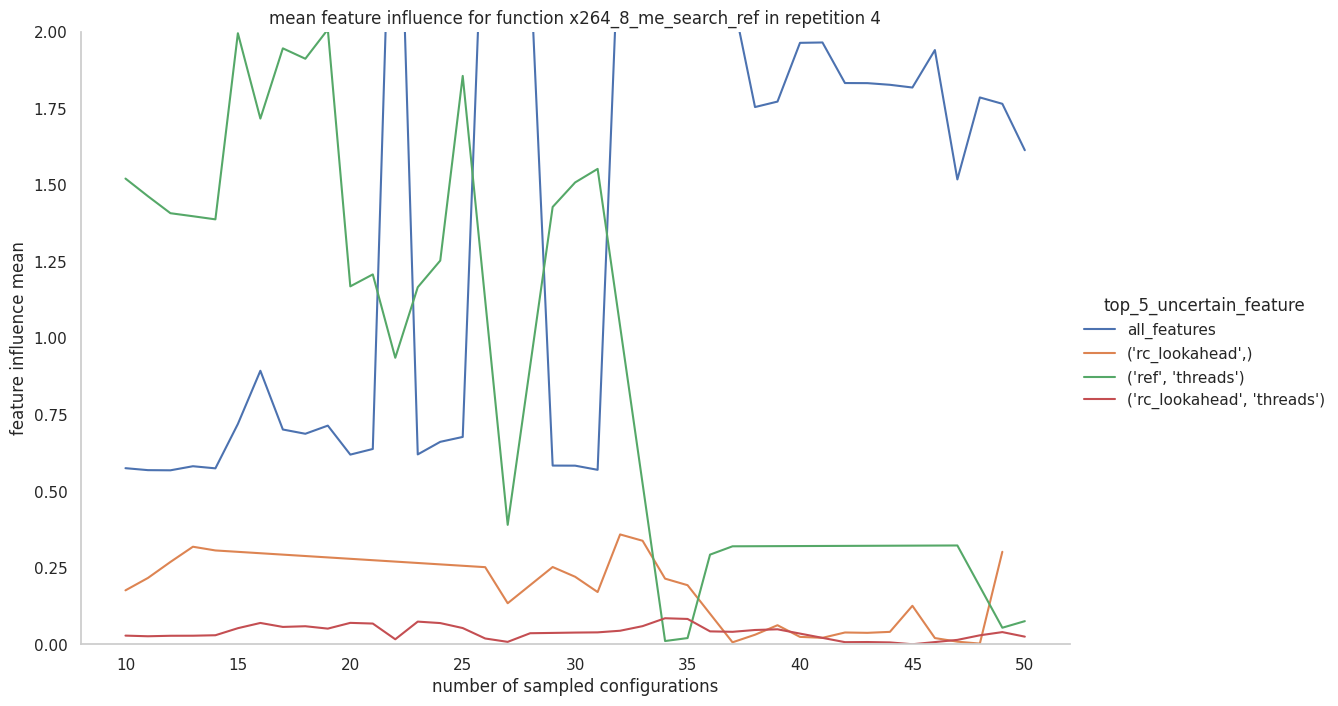 mean feature influence for function x264_8_me_search_ref in repetition 4
feature influence mean
2.00
1.75
1.50
1.25
1.00
0.75
0.50
0.25
0.00
10 15 20 25 30 35 40 45 50
number of sampled configurations
top_5_uncertain_feature
all_features
('rc_lookahead',)
('ref', 'threads')
('rc_lookahead', 'threads')